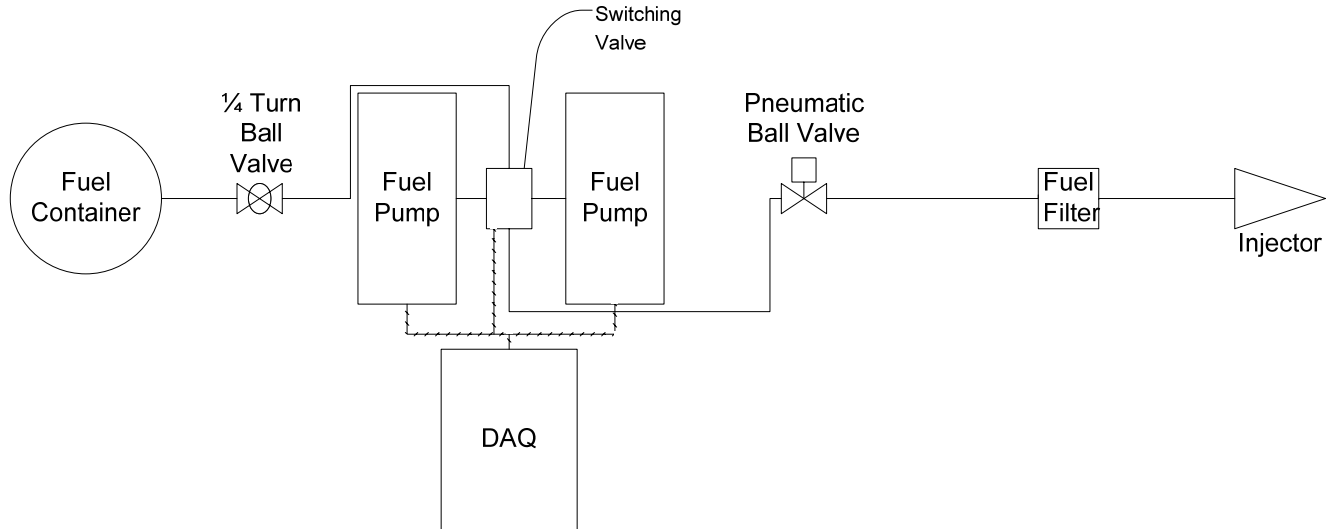 Switching
Valve
¼ Turn
Ball
Valve
Pneumatic
Ball Valve
Fuel
Container
Fuel
Pump
Fuel
Pump
Fuel
Filter
Injector
DAQ